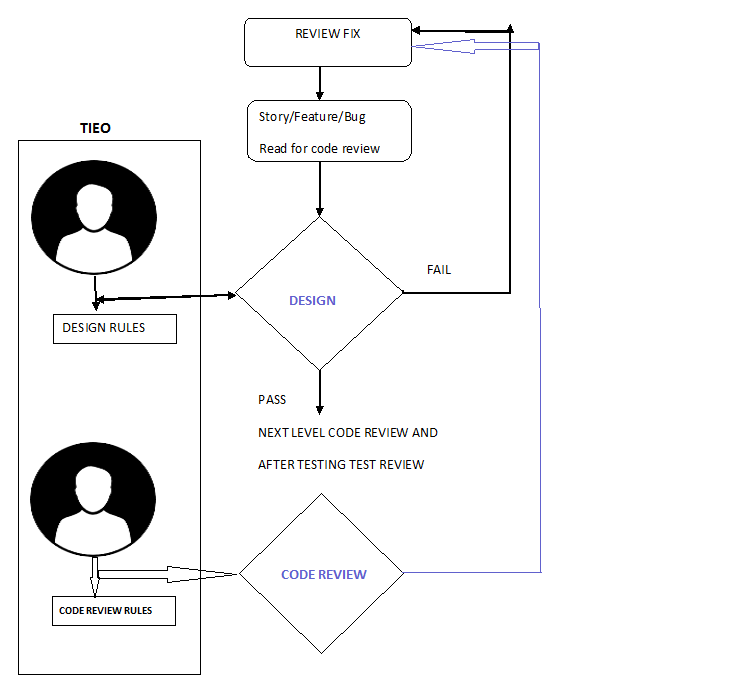 REVIEW FIX
Story/Feature/Bug
Read for code review
TIEO
FAIL
DESIGN
DESIGN RULES
PASS
NEXT LEVEL CODE REVIEW AND
AFTER TESTING TEST REVIEW
CODE REVIEW
CODE REVIEW RULES